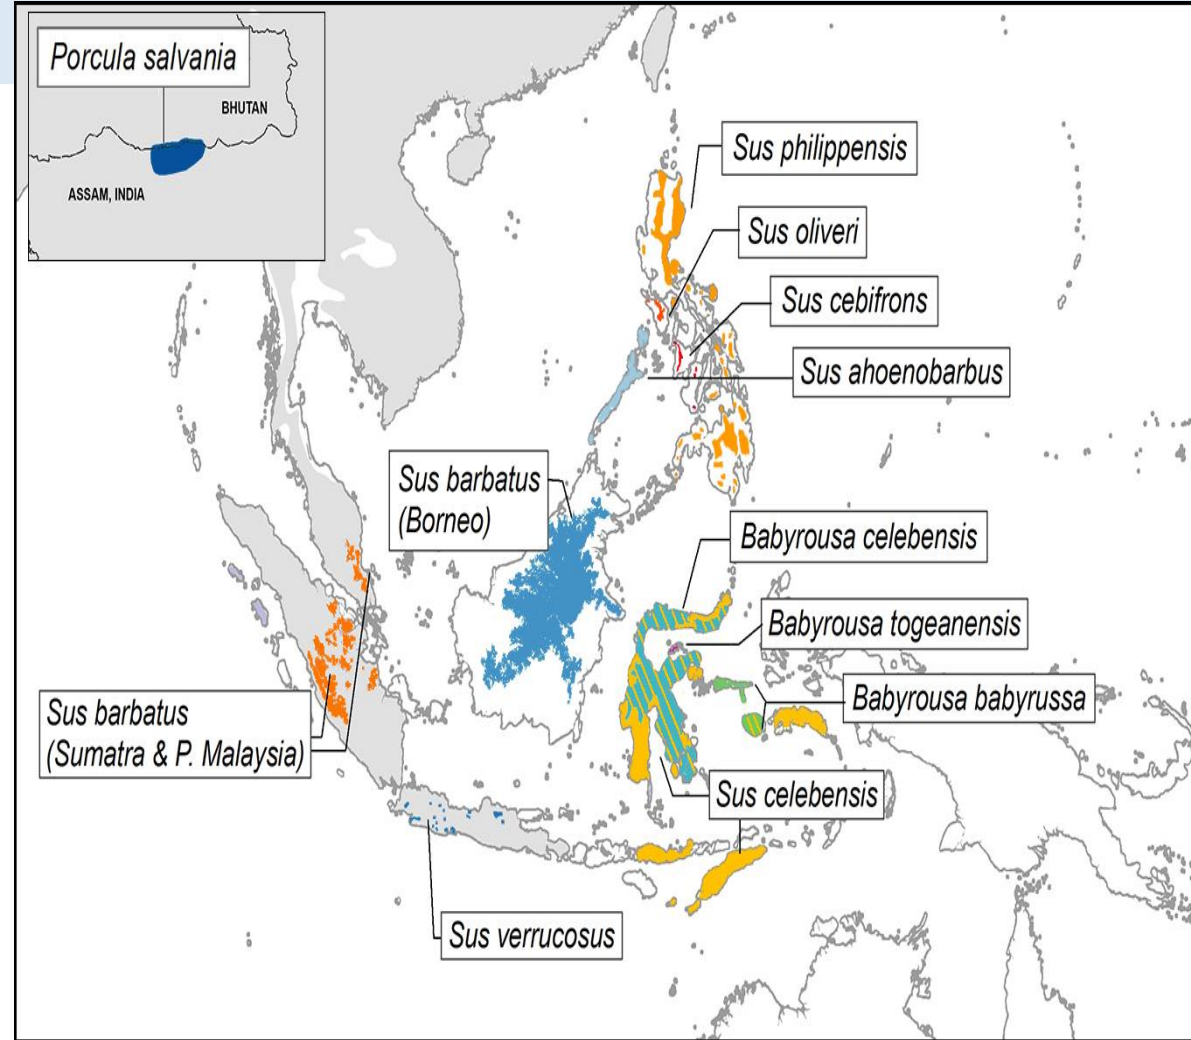 Porcula salvania
BHUTAN
ASSAM, INDIA
Sus philippensis
Sus oliveri
Sus cebifrons
Sus ahoenobarbus
Sus barbatus
(Borneo)
Babyrousa celebensis
Babyrousa togeanensis
Babyrousa babyrussa
Sus barbatus
(Sumatra & P. Malaysia)
Sus celebensis
Sus verrucosus